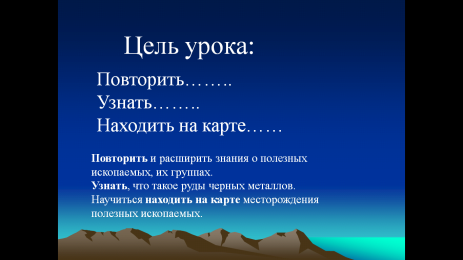 Цель урока:
Повторить……..
Узнать……..
Находить на карте……
Повторить и расширить знания о полезных
ископаемых, их группах.
Узнать, что такое руды черных металлов.
Научиться находить на карте месторождения
полезных ископаемых.